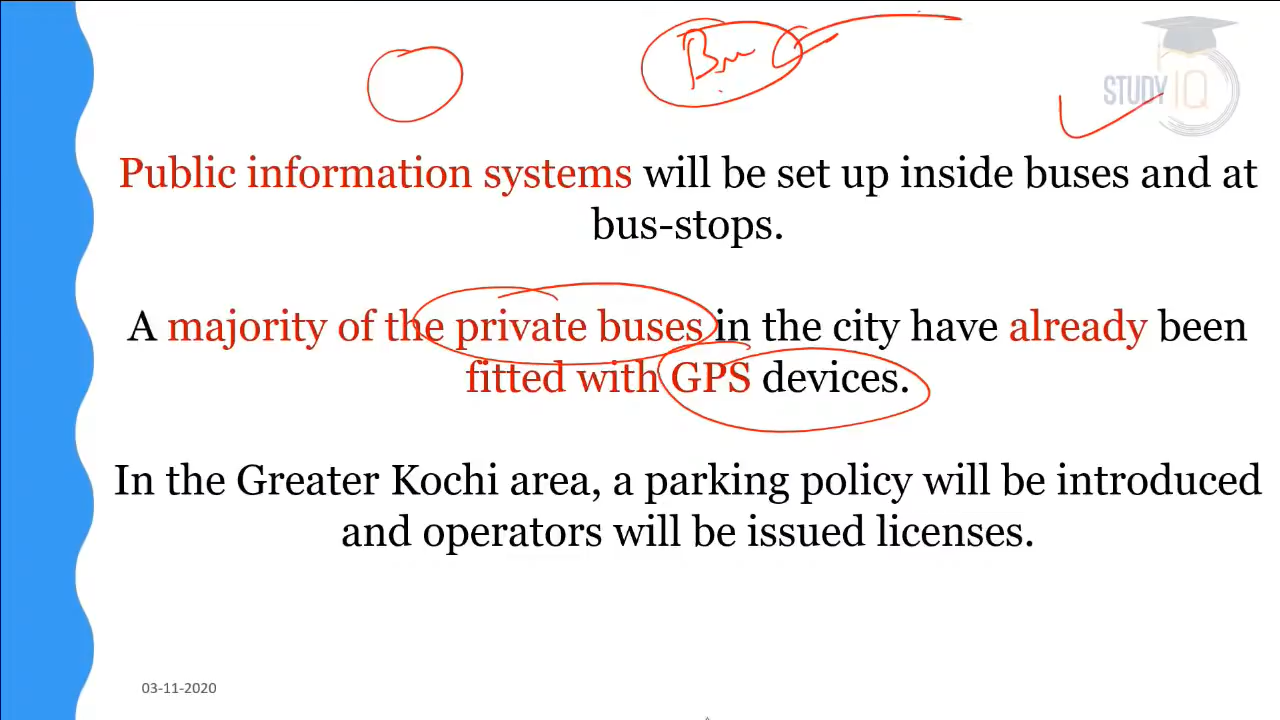 STUDY IQ
Public information systems will be set up inside buses and at
bus-stops.
A majority of the private buses in the city have already been
fitted with GPS devices.
In the Greater Kochi area, a parking policy will be introduced
and operators will be issued licenses.
03-11-2020